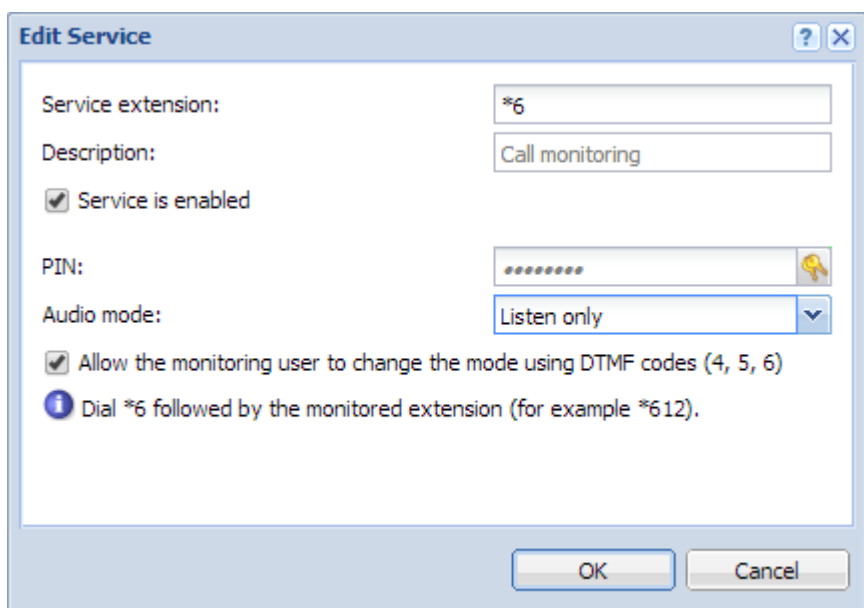 Edit Service
?
Service extension: *6
Description: Call monitoring
Service is enabled
PIN: ••••••••
Audio mode: Listen only
Allow the monitoring user to change the mode using DTMF codes (4, 5, 6)
Dial *6 followed by the monitored extension (for example *612).
OK Cancel